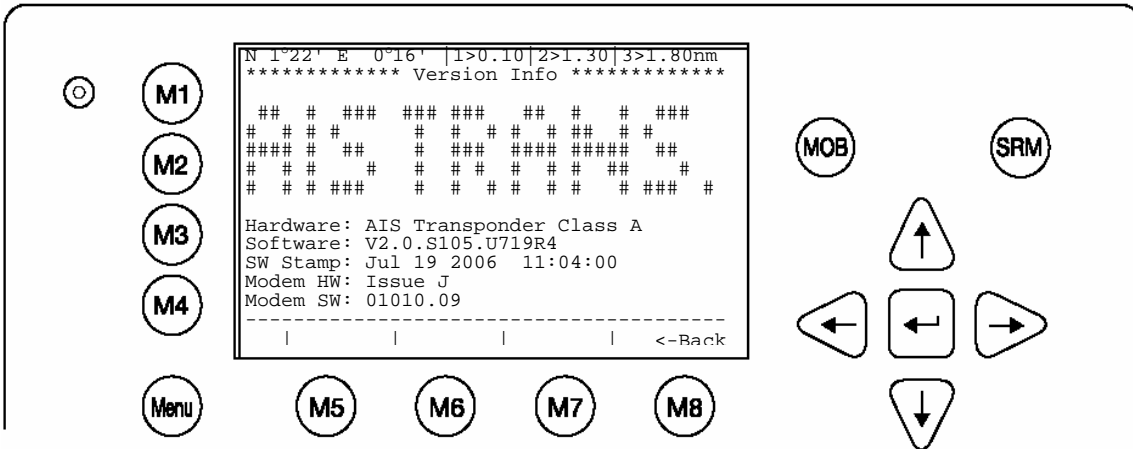 N 1°22' E  0°16'  |1>0.10|2>1.30|3>1.80nm
************* Version Info *************
AIS TRANS.
Hardware: AIS Transponder Class A
Software: V2.0.S105.U719R4
SW Stamp: Jul 19 2006  11:04:00
Modem HW: Issue J
Modem SW: 01010.09
----------------------------------------
|        |        |        |   <-Back
M1
M2
M3
M4
Menu
M5
M6
M7
M8
MOB
SRM